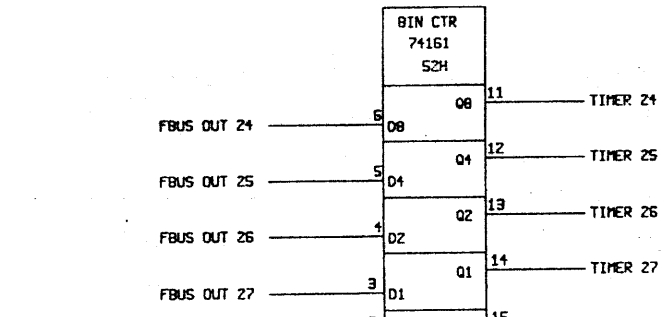 BIN CTR
74161
52H
Q8 11 TIMER 24
FBUS OUT 24 6 D8
Q4 12 TIMER 25
FBUS OUT 25 5 D4
Q2 13 TIMER 26
FBUS OUT 26 4 D2
Q1 14 TIMER 27
FBUS OUT 27 3 D1
15